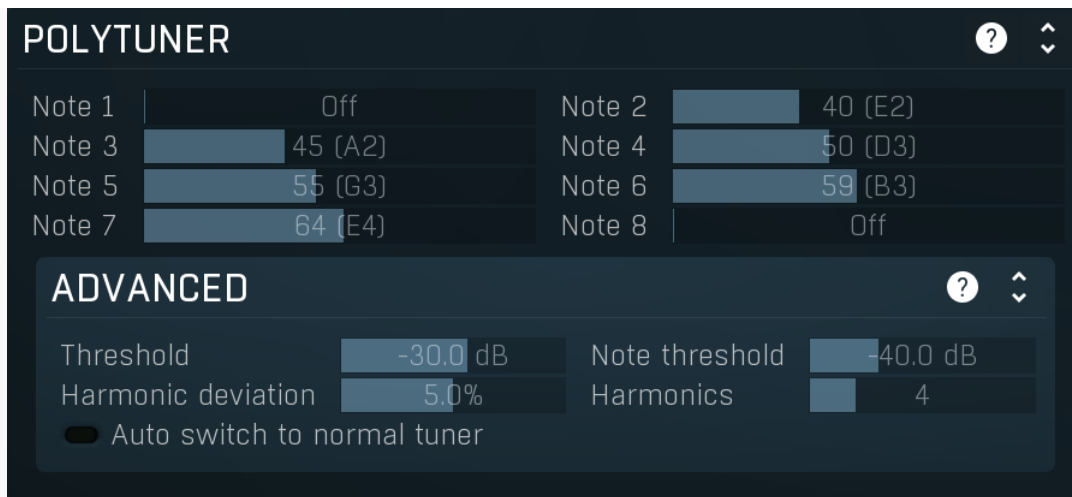 POLYTUNER ?
Note 1 Off Note 2 40 (E2)
Note 3 45 (A2) Note 4 50 (D3)
Note 5 55 (G3) Note 6 59 (B3)
Note 7 64 (E4) Note 8 Off
ADVANCED ?
Threshold -30.0 dB Note threshold -40.0 dB
Harmonic deviation 5.0% Harmonics 4
Auto switch to normal tuner